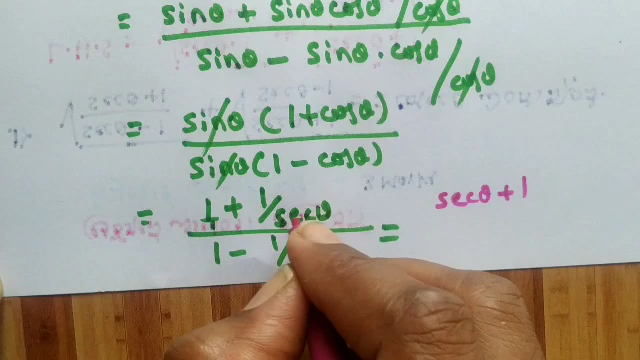 = sinθ + sinθcosθ / cosθ
sinθ - sinθ · cosθ / cosθ
= sinθ (1+cosθ)
sinθ (1 - cosθ)
= 1 + 1/secθ =
1 - 1/
secθ + 1